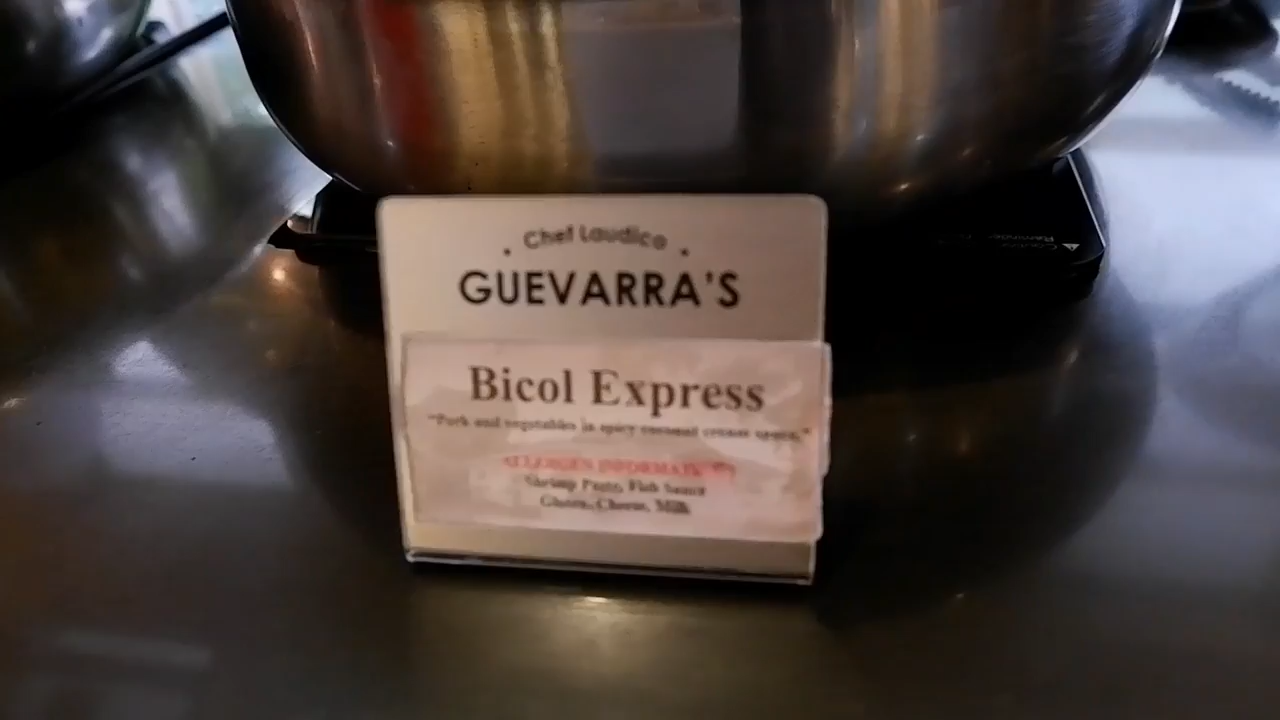 Chef Laudico
GUEVARRA'S
Bicol Express
"Pork and vegetables in spicy coconut cream sauce."
ALLERGEN INFORMATION
Shrimp Paste, Fish Sauce
Gluten, Cheese, Milk